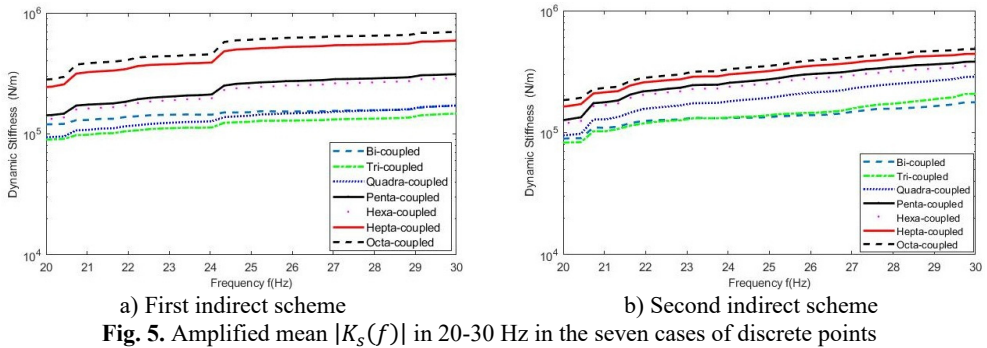 10^6
10^5
10^4
Dynamic Stiffness (N/m)
20 21 22 23 24 25 26 27 28 29 30
Frequency f(Hz)
Bi-coupled
Tri-coupled
Quadra-coupled
Penta-coupled
Hexa-coupled
Hepta-coupled
Octa-coupled
a) First indirect scheme
10^6
10^5
10^4
Dynamic Stiffness (N/m)
20 21 22 23 24 25 26 27 28 29 30
Frequency f(Hz)
Bi-coupled
Tri-coupled
Quadra-coupled
Penta-coupled
Hexa-coupled
Hepta-coupled
Octa-coupled
b) Second indirect scheme
Fig. 5. Amplified mean |K_s(f)| in 20-30 Hz in the seven cases of discrete points